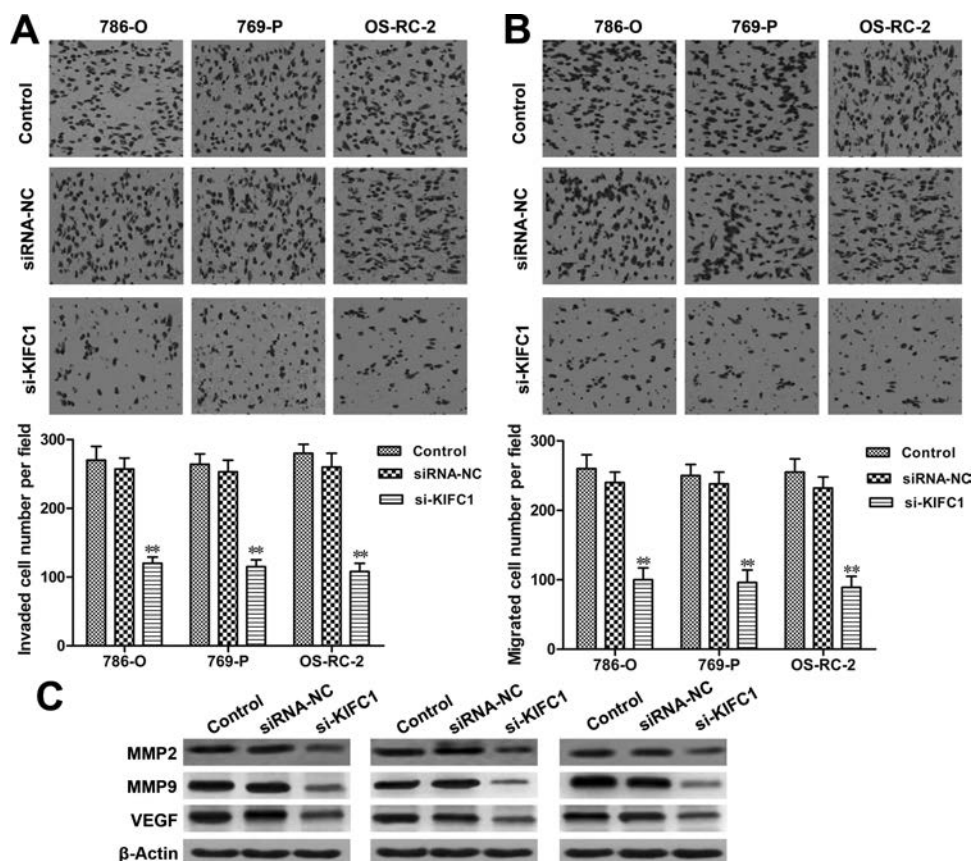 A
786-O 769-P OS-RC-2
Control
siRNA-NC
si-KIFC1
Invaded cell number per field
300
200
100
0
** ** **
786-O 769-P OS-RC-2
Control
siRNA-NC
si-KIFC1
B
786-O 769-P OS-RC-2
Control
siRNA-NC
si-KIFC1
Migrated cell number per field
300
200
100
0
** ** **
786-O 769-P OS-RC-2
Control
siRNA-NC
si-KIFC1
C
Control siRNA-NC si-KIFC1 Control siRNA-NC si-KIFC1 Control siRNA-NC si-KIFC1
MMP2
MMP9
VEGF
β-Actin